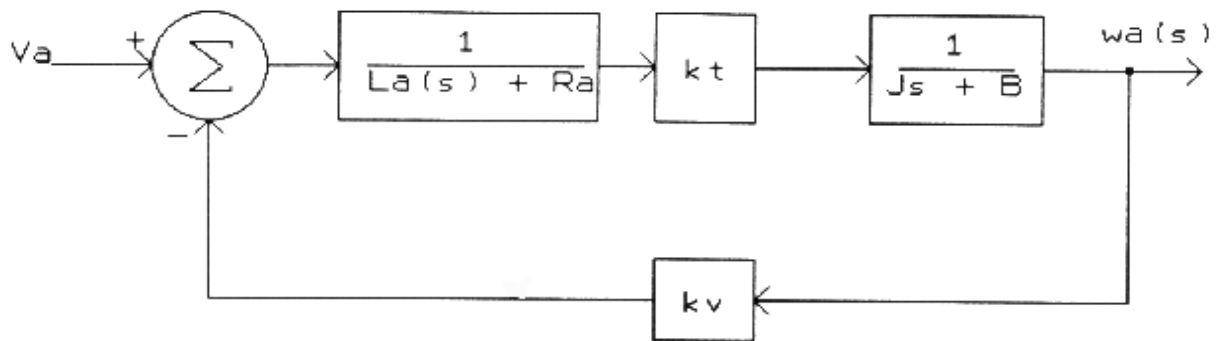 Va
+
Σ
-
1
La(s) + Ra
kt
1
Js + B
wa(s)
kv